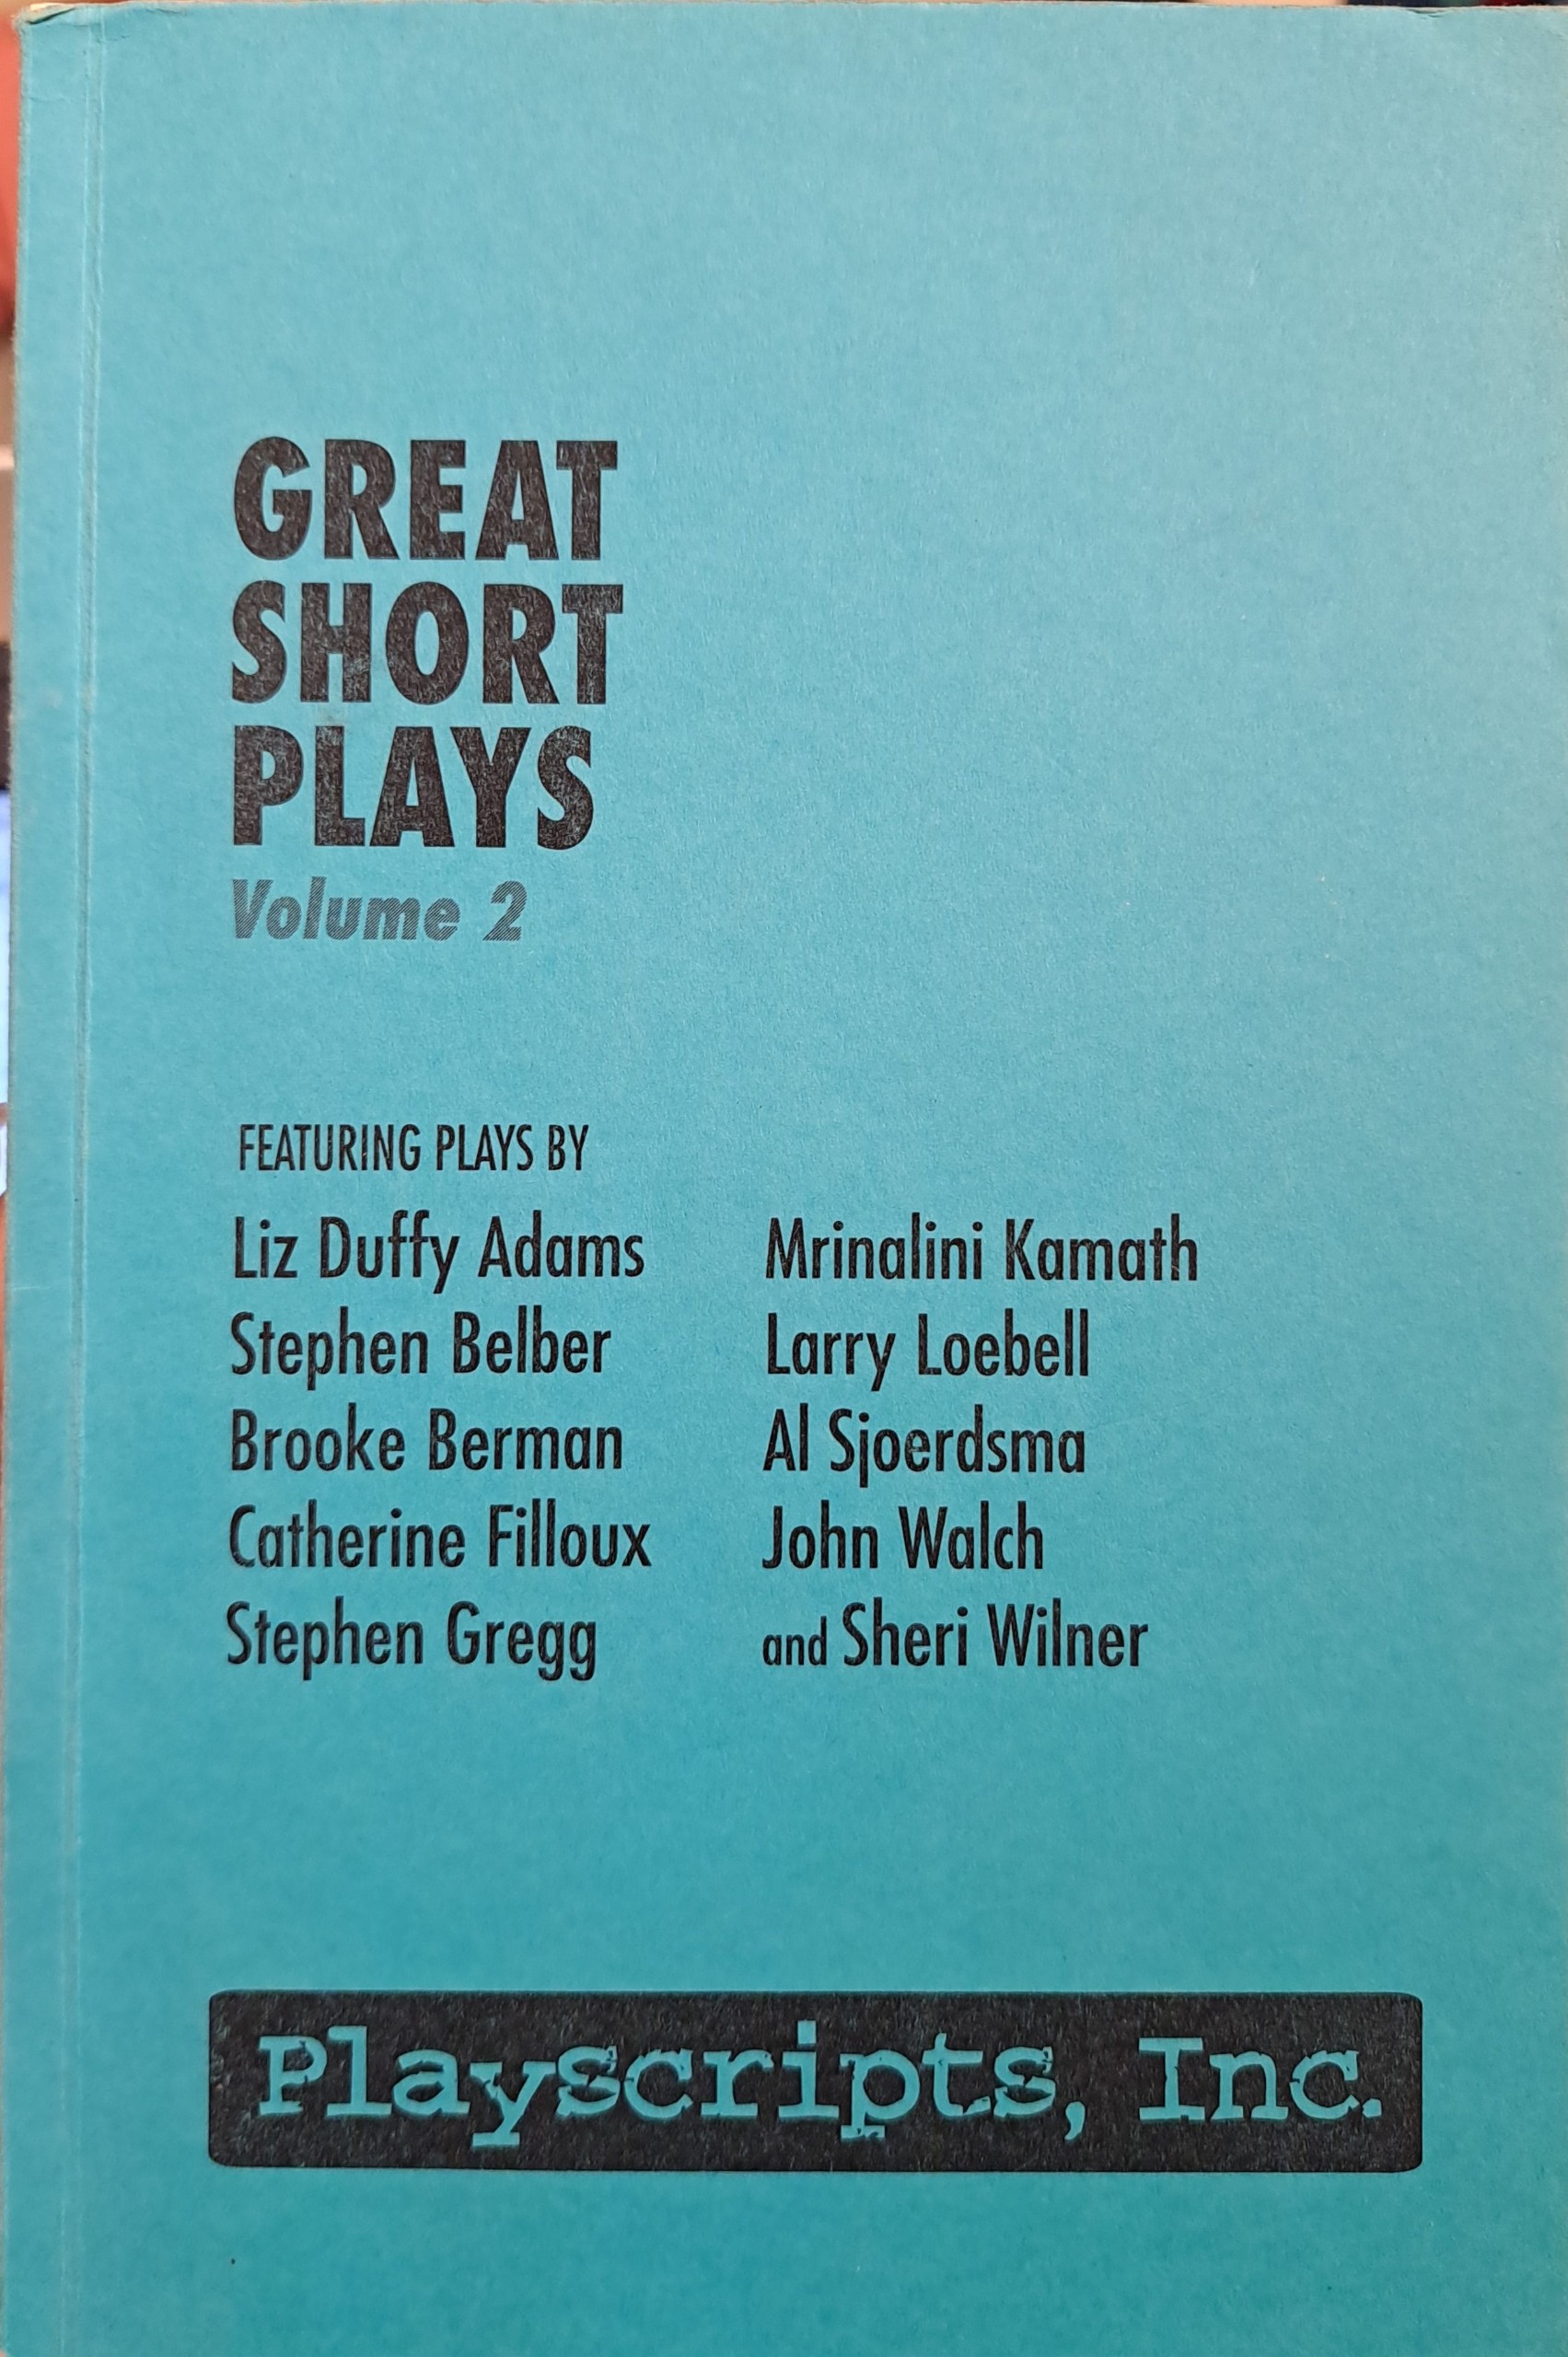 GREAT
SHORT
PLAYS
Volume 2
FEATURING PLAYS BY
Liz Duffy Adams
Stephen Belber
Brooke Berman
Catherine Filloux
Stephen Gregg
Mrinalini Kamath
Larry Loebell
Al Sjoerdsma
John Walch
and Sheri Wilner
Playscripts, Inc.